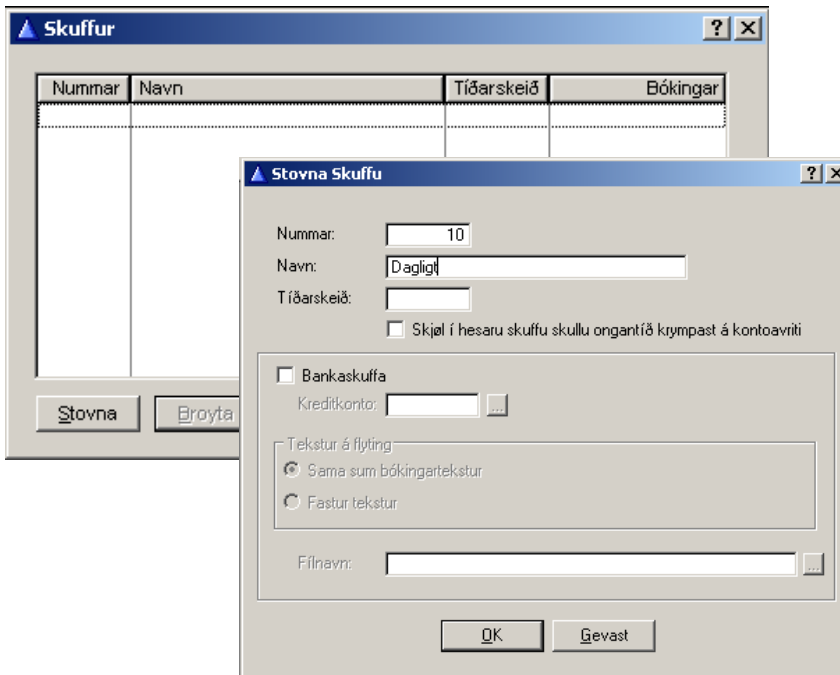 Skuffur
Nummar Navn Tíðarskeið Bókingar
Stovna Broyta
Stovna Skuffu
Nummar: 10
Navn: Dagligt
Tíðarskeið:
Skjøl í hesaru skuffu skullu ongantíð krympast á kontoavriti
Bankaskuffa
Kreditkonto: ...
Tekstur á flyting
Sama sum bókingartekstur
Fastur tekstur
Fílnavn: ...
OK Gevast